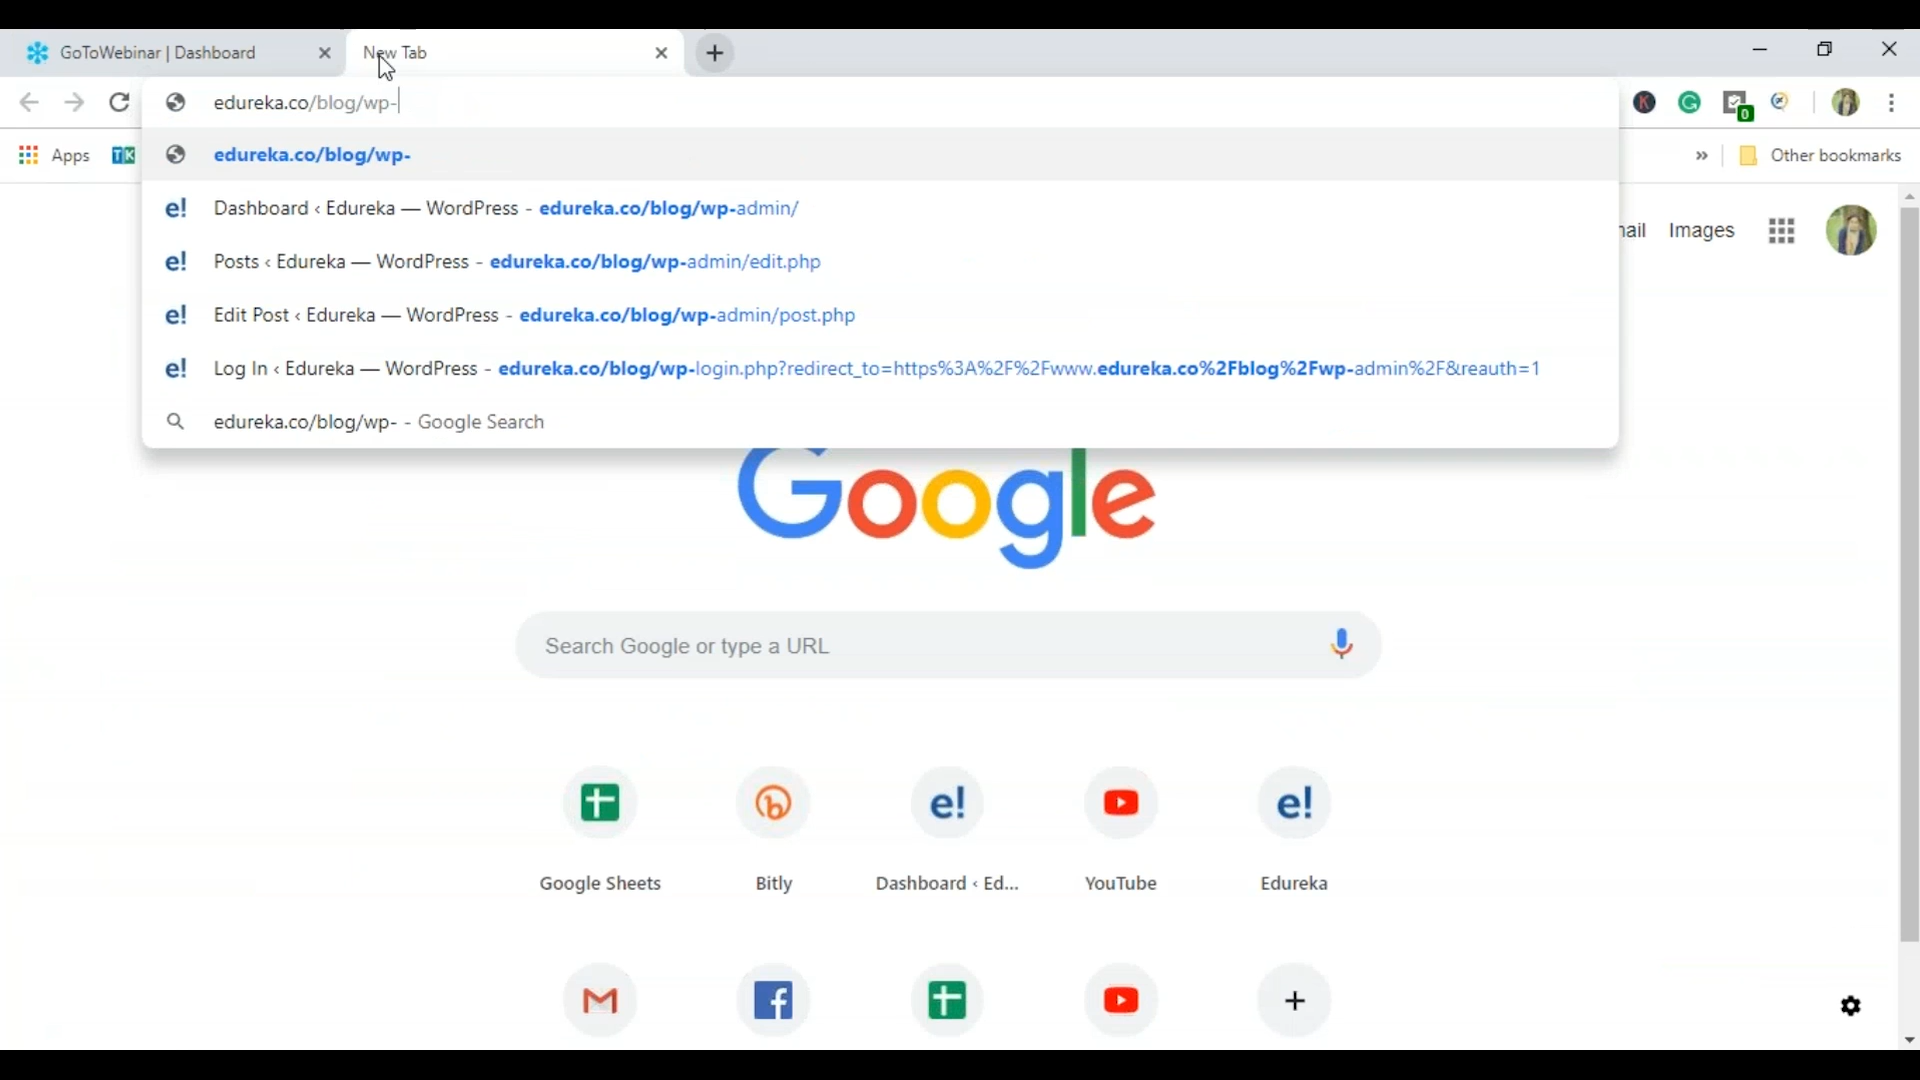 GoToWebinar | Dashboard
New Tab
edureka.co/blog/wp-
Apps
TK
Other bookmarks
K
0
edureka.co/blog/wp-
e! Dashboard ‹ Edureka — WordPress - edureka.co/blog/wp-admin/
e! Posts ‹ Edureka — WordPress - edureka.co/blog/wp-admin/edit.php
e! Edit Post ‹ Edureka — WordPress - edureka.co/blog/wp-admin/post.php
e! Log In ‹ Edureka — WordPress - edureka.co/blog/wp-login.php?redirect_to=https%3A%2F%2Fwww.edureka.co%2Fblog%2Fwp-admin%2F&reauth=1
edureka.co/blog/wp- - Google Search
Images
Google
Search Google or type a URL
e!
e!
Google Sheets
Bitly
Dashboard ‹ Ed...
YouTube
Edureka